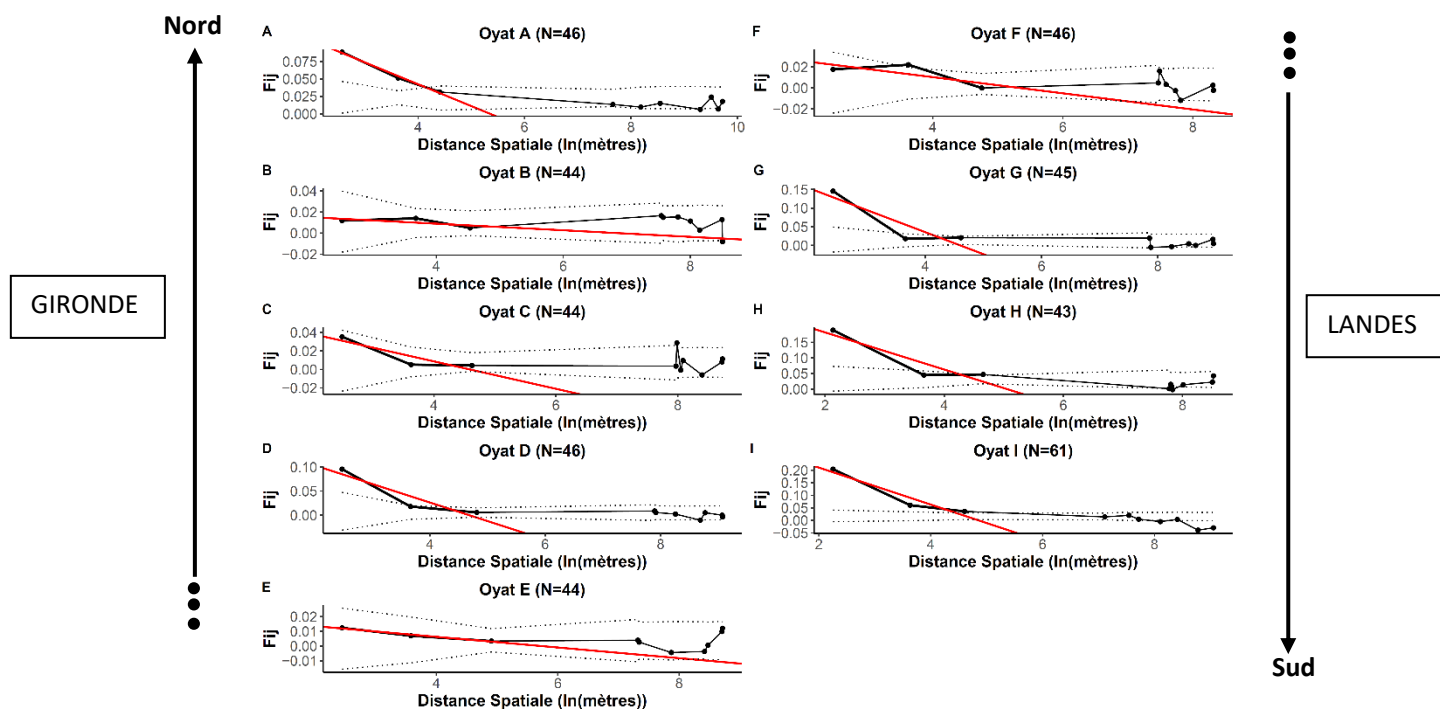 Nord
GIRONDE
A
Oyat A (N=46)
Fij
0.075
0.050
0.025
0.000
4
6
8
10
Distance Spatiale (ln(mètres))
B
Oyat B (N=44)
Fij
0.04
0.02
0.00
−0.02
4
6
8
Distance Spatiale (ln(mètres))
C
Oyat C (N=44)
Fij
0.04
0.02
0.00
−0.02
4
6
8
Distance Spatiale (ln(mètres))
D
Oyat D (N=46)
Fij
0.10
0.05
0.00
4
6
8
Distance Spatiale (ln(mètres))
E
Oyat E (N=44)
Fij
0.02
0.01
0.00
−0.01
4
6
8
Distance Spatiale (ln(mètres))
F
Oyat F (N=46)
Fij
0.02
0.00
−0.02
4
6
8
Distance Spatiale (ln(mètres))
G
Oyat G (N=45)
Fij
0.15
0.10
0.05
0.00
4
6
8
Distance Spatiale (ln(mètres))
H
Oyat H (N=43)
Fij
0.15
0.10
0.05
0.00
2
4
6
8
Distance Spatiale (ln(mètres))
I
Oyat I (N=61)
Fij
0.20
0.15
0.10
0.05
0.00
−0.05
2
4
6
8
Distance Spatiale (ln(mètres))
LANDES
Sud